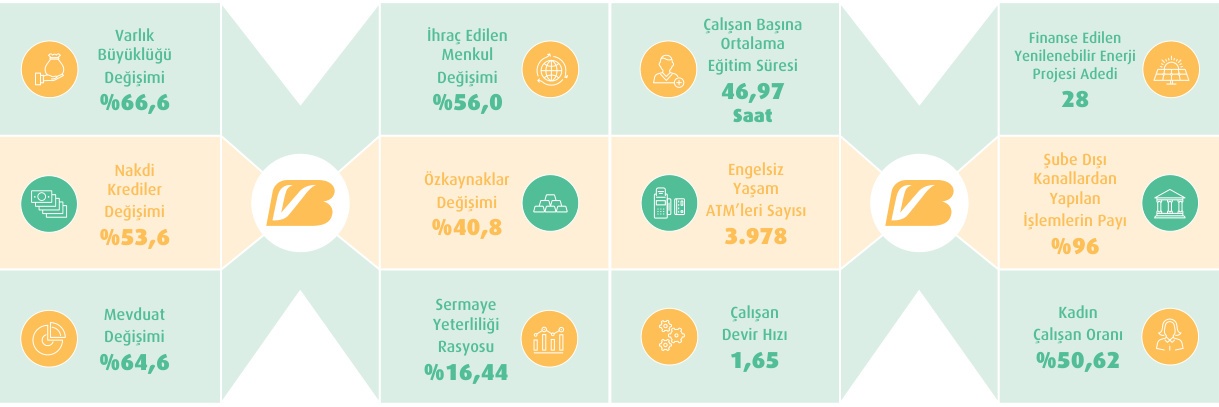 Varlık
Büyüklüğü
Değişimi
%66,6
Nakdi
Krediler
Değişimi
%53,6
Mevduat
Değişimi
%64,6
İhraç Edilen
Menkul
Değişimi
%56,0
Özkaynaklar
Değişimi
%40,8
Sermaye
Yeterliliği
Rasyosu
%16,44
Çalışan Başına
Ortalama
Eğitim Süresi
46,97
Saat
Engelsiz
Yaşam
ATM’leri Sayısı
3.978
Çalışan
Devir Hızı
1,65
Finanse Edilen
Yenilenebilir Enerji
Projesi Adedi
28
Şube Dışı
Kanallardan
Yapılan
İşlemlerin Payı
%96
Kadın
Çalışan Oranı
%50,62